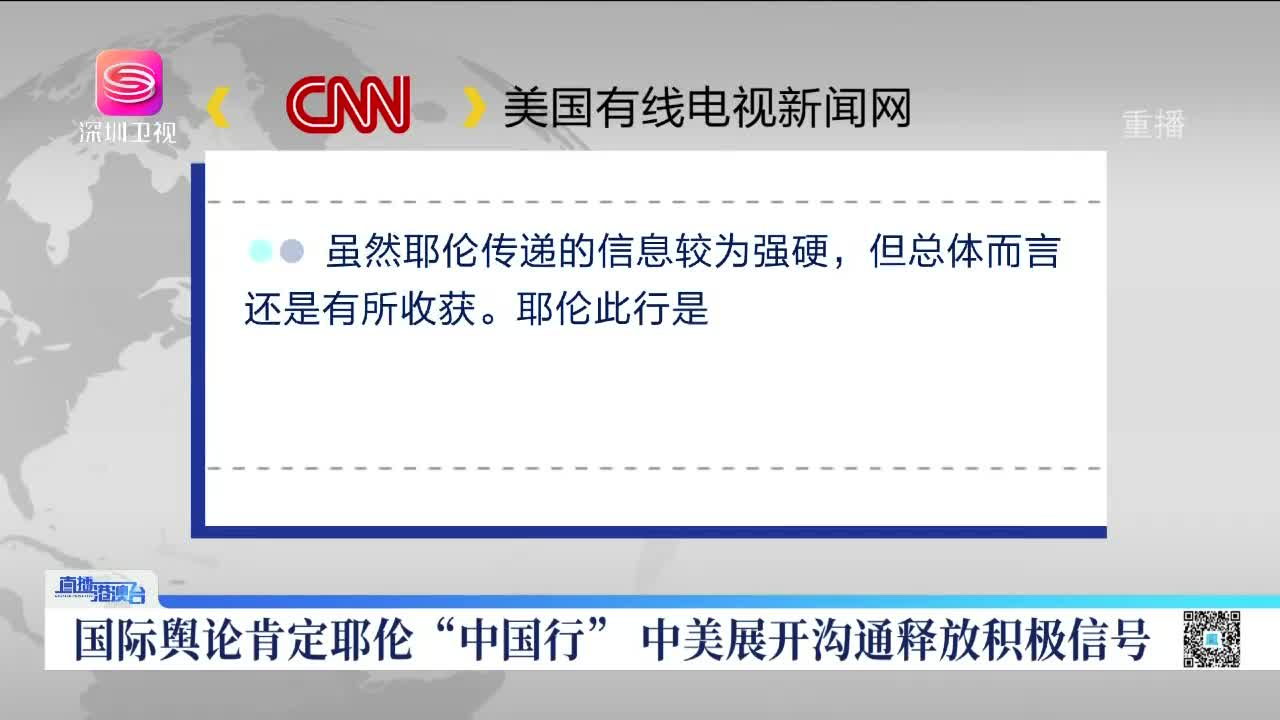 深圳卫视
CNN 美国有线电视新闻网
重播
虽然耶伦传递的信息较为强硬，但总体而言
还是有所收获。耶伦此行是
直播港澳台
国际舆论肯定耶伦“中国行” 中美展开沟通释放积极信号